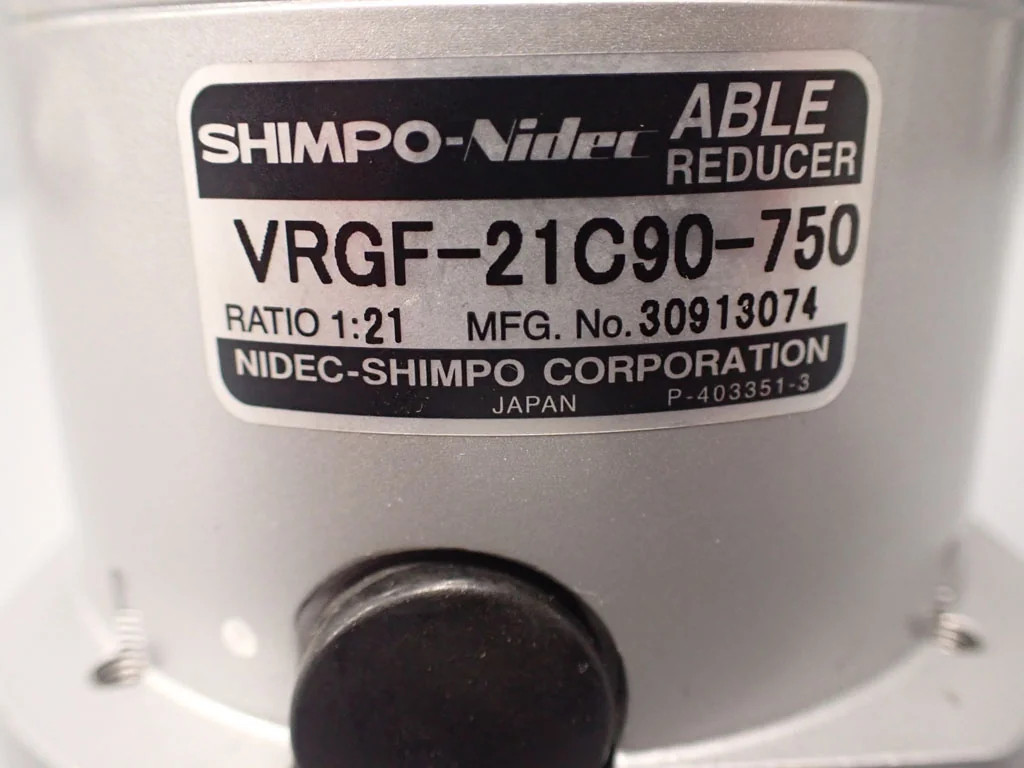 SHIMPO-Nidec ABLE REDUCER
VRGF-21C90-750
RATIO 1:21 MFG. No. 30913074
NIDEC-SHIMPO CORPORATION
JAPAN P-403351-3